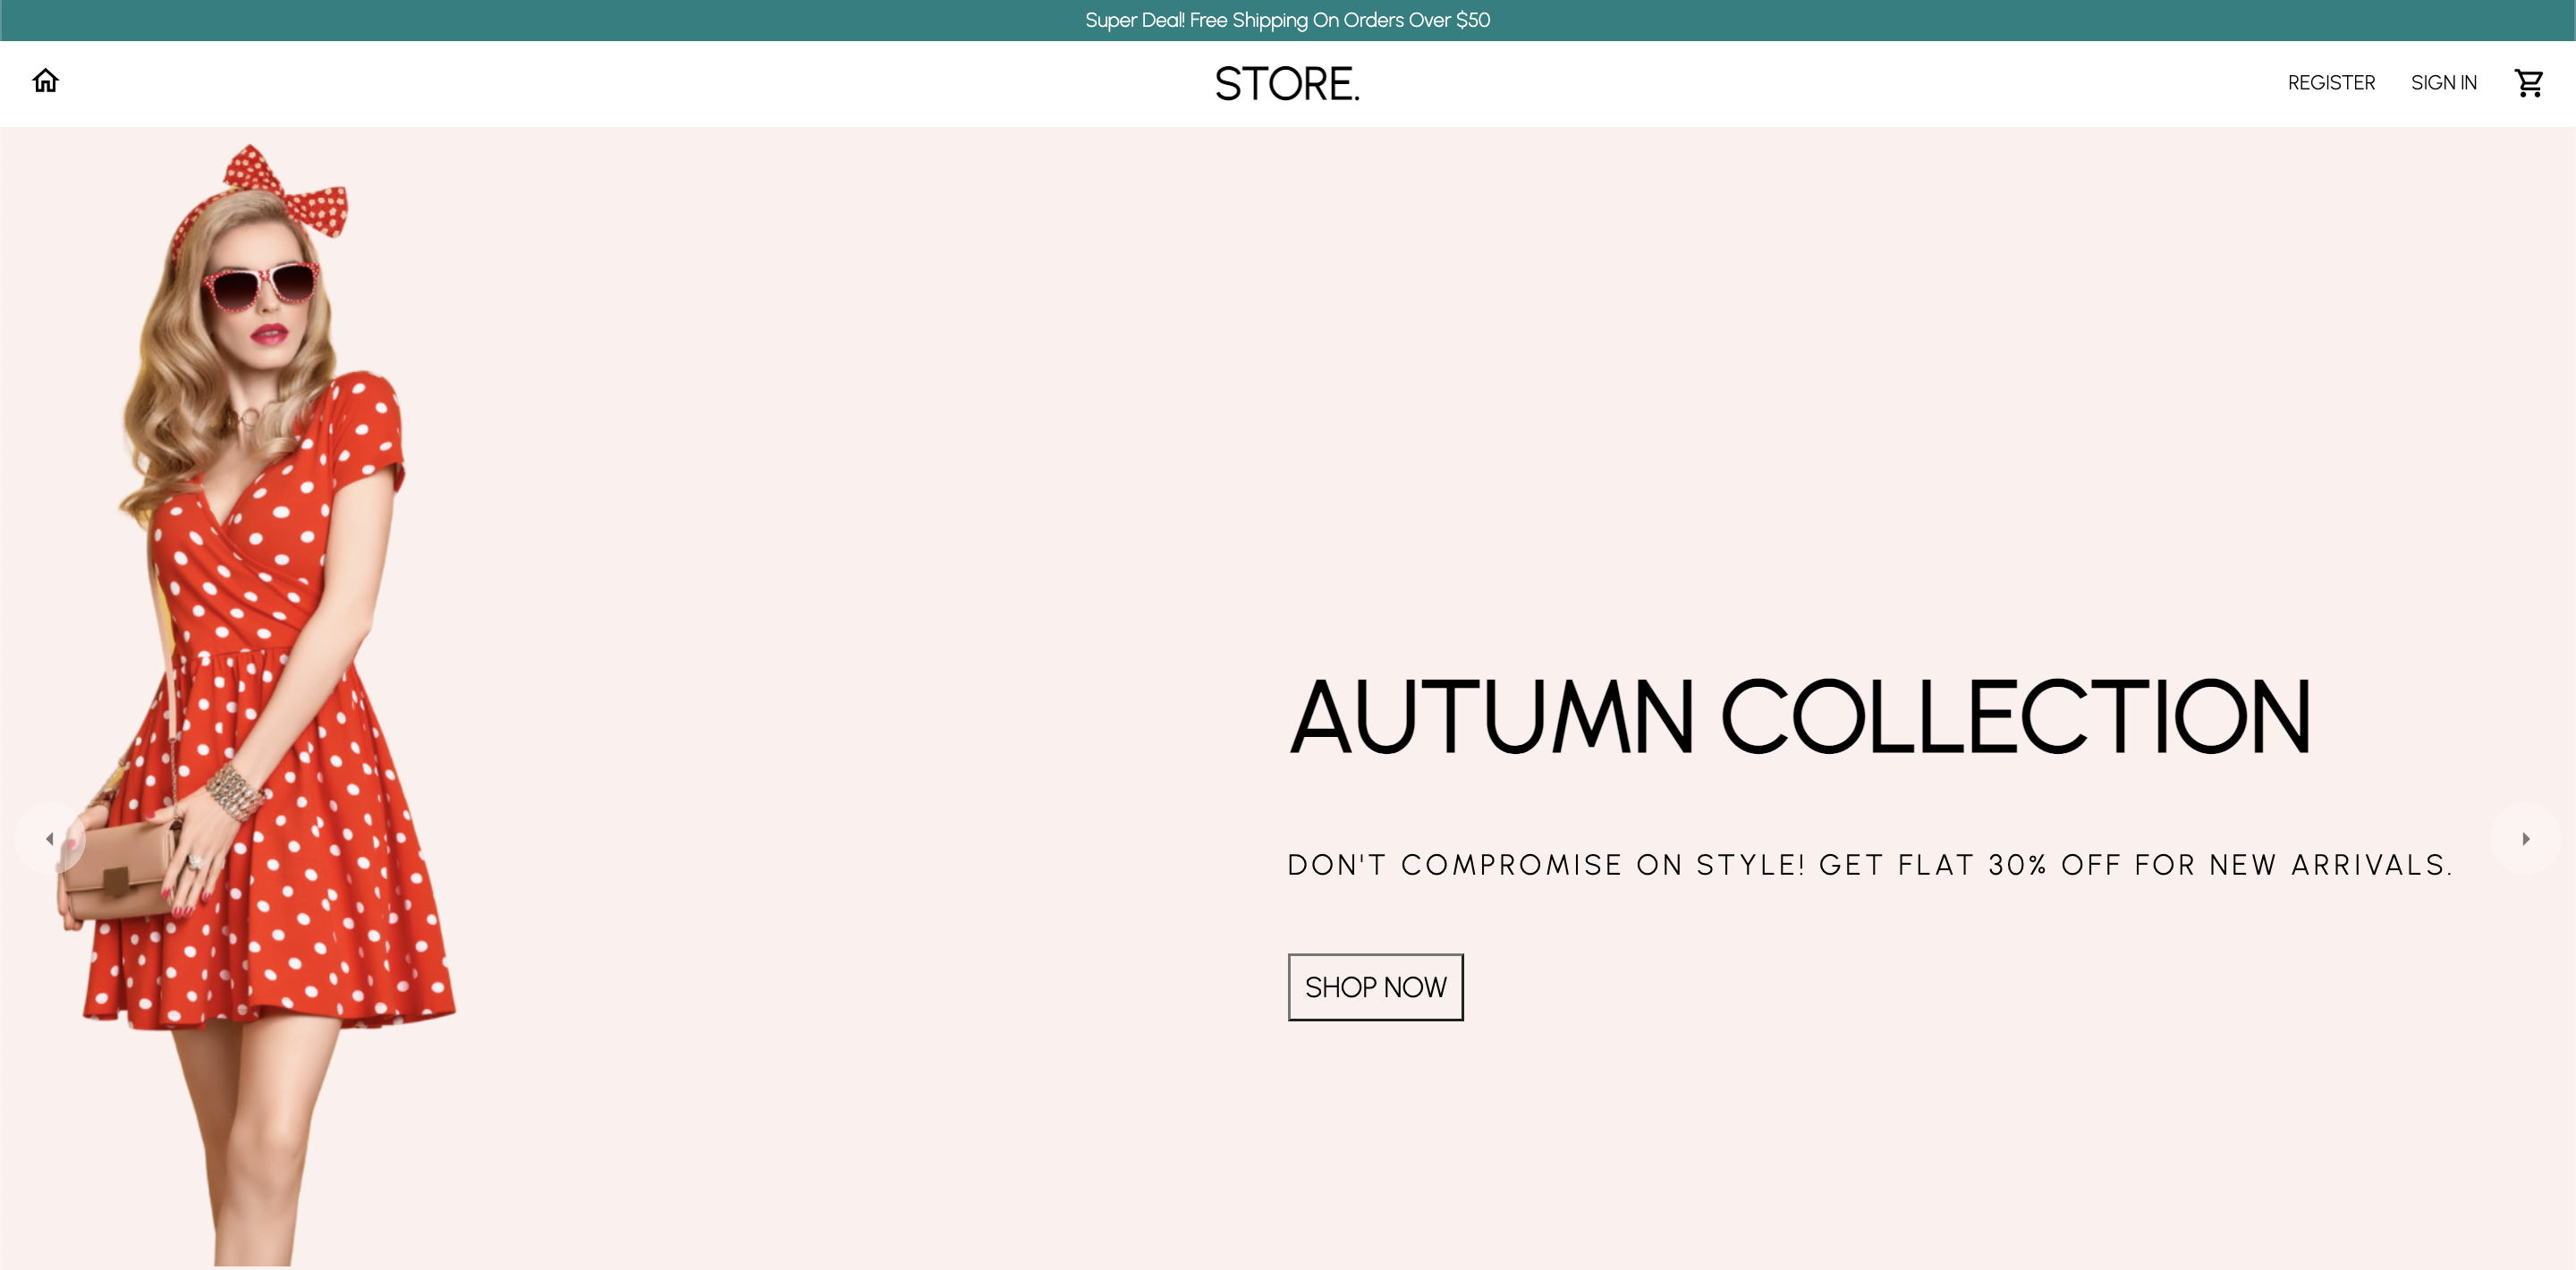 Super Deal! Free Shipping On Orders Over $50
STORE.
REGISTER
SIGN IN
AUTUMN COLLECTION
DON'T COMPROMISE ON STYLE! GET FLAT 30% OFF FOR NEW ARRIVALS.
SHOP NOW